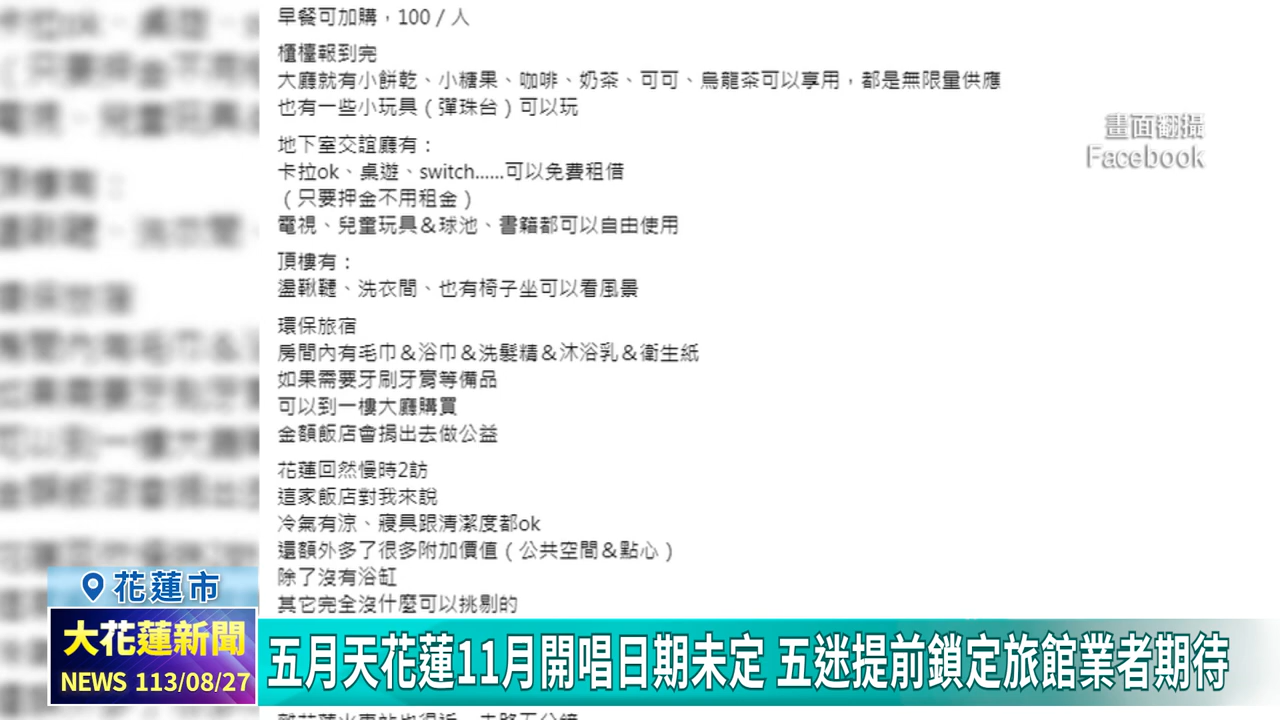 早餐可加購，100 / 人
櫃檯報到完
大廳就有小餅乾、小糖果、咖啡、奶茶、可可、烏龍茶可以享用，都是無限量供應
也有一些小玩具（彈珠台）可以玩
地下室交誼廳有：
卡拉ok、桌遊、switch......可以免費租借
（只要押金不用租金）
電視、兒童玩具＆球池、書籍都可以自由使用
頂樓有：
盪鞦韆、洗衣間、也有椅子坐可以看風景
環保旅宿
房間內有毛巾＆浴巾＆洗髮精＆沐浴乳＆衛生紙
如果需要牙刷牙膏等備品
可以到一樓大廳購買
金額飯店會捐出去做公益
花蓮回然慢時2訪
這家飯店對我來說
冷氣有涼、寢具跟清潔度都ok
還額外多了很多附加價值（公共空間＆點心）
除了沒有浴缸
其它完全沒什麼可以挑剔的
畫面翻攝
Facebook
花蓮市
大花蓮新聞
NEWS 113/08/27
五月天花蓮11月開唱日期未定 五迷提前鎖定旅館業者期待